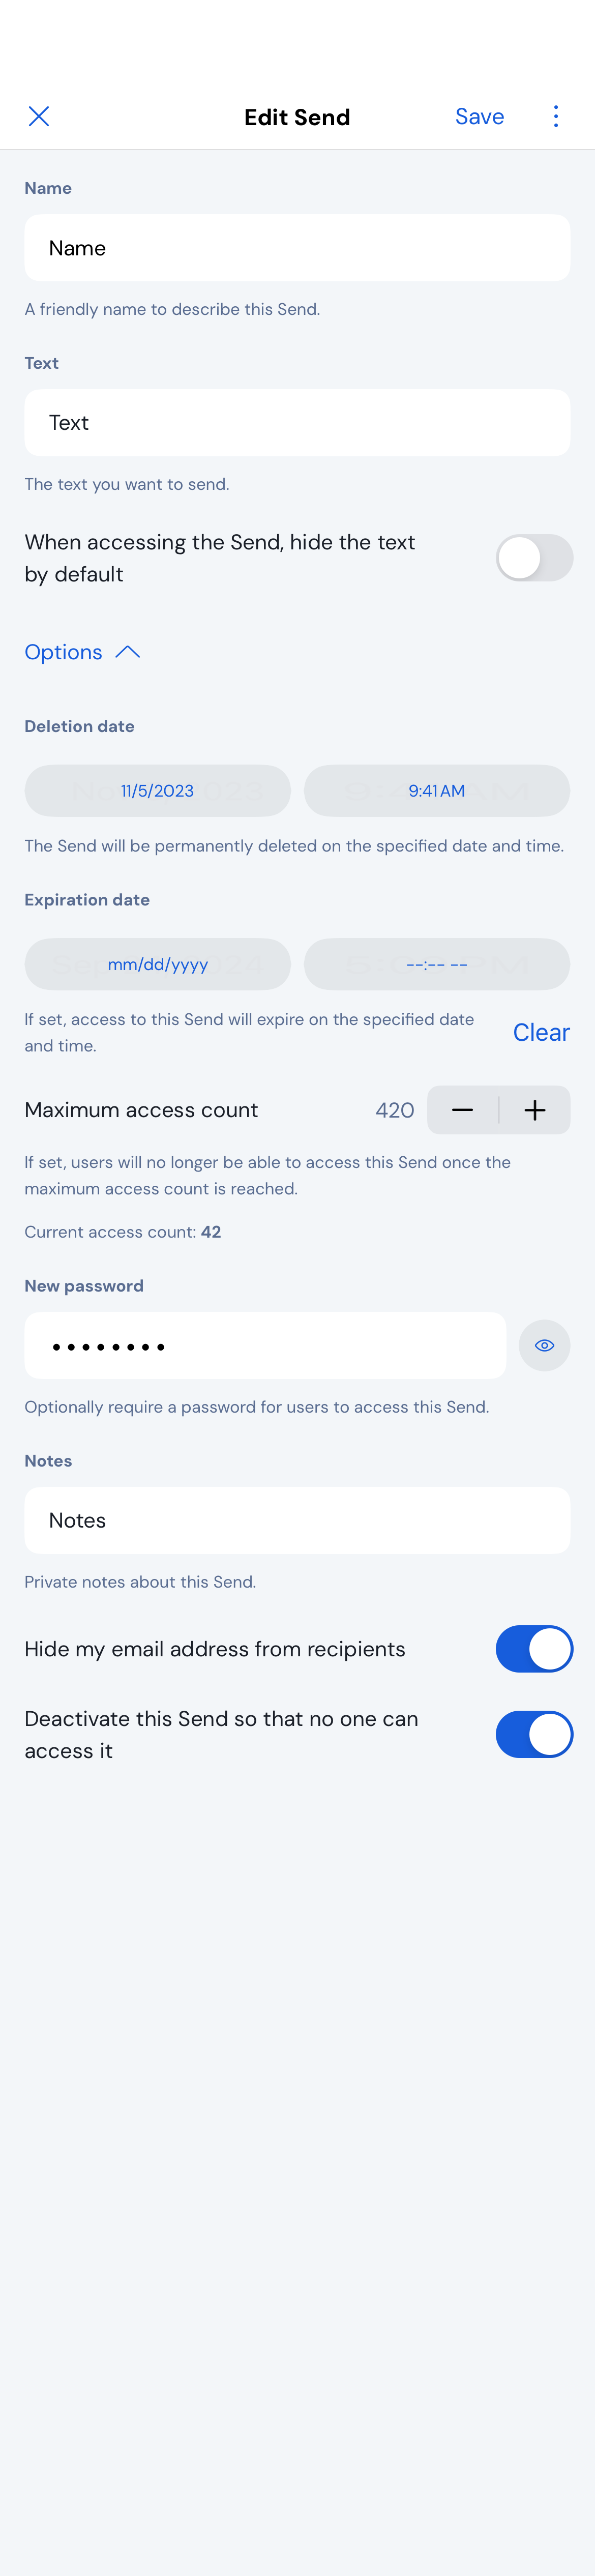 Edit Send
Save
Name
Name
A friendly name to describe this Send.
Text
Text
The text you want to send.
When accessing the Send, hide the text
by default
Options
Deletion date
11/5/2023
9:41 AM
The Send will be permanently deleted on the specified date and time.
Expiration date
mm/dd/yyyy
--:-- --
If set, access to this Send will expire on the specified date
and time.
Clear
Maximum access count
420
If set, users will no longer be able to access this Send once the
maximum access count is reached.
Current access count: 42
New password
••••••••
Optionally require a password for users to access this Send.
Notes
Notes
Private notes about this Send.
Hide my email address from recipients
Deactivate this Send so that no one can
access it